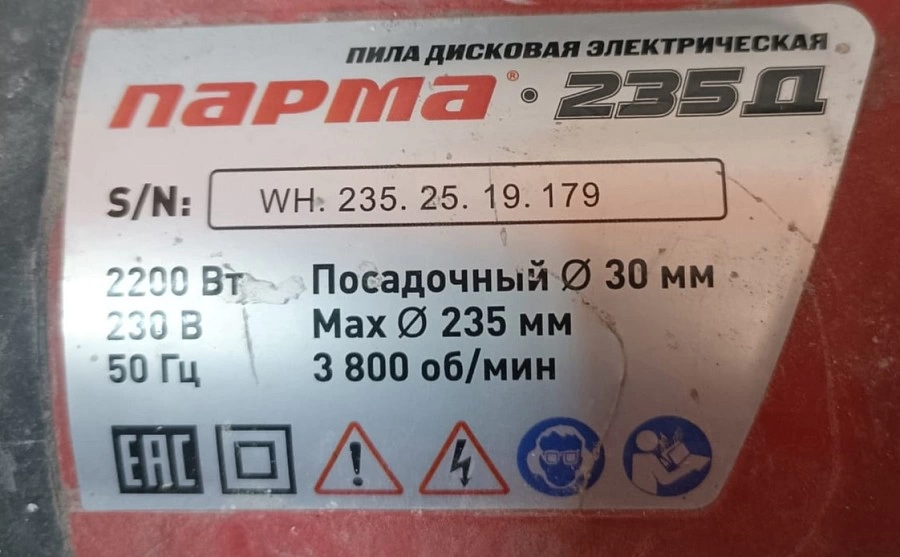 ПИЛА ДИСКОВАЯ ЭЛЕКТРИЧЕСКАЯ
ПАРМА® · 235Д
S/N: WH. 235. 25. 19. 179
2200 Вт Посадочный Ø 30 мм
230 В Max Ø 235 мм
50 Гц 3 800 об/мин
EAC